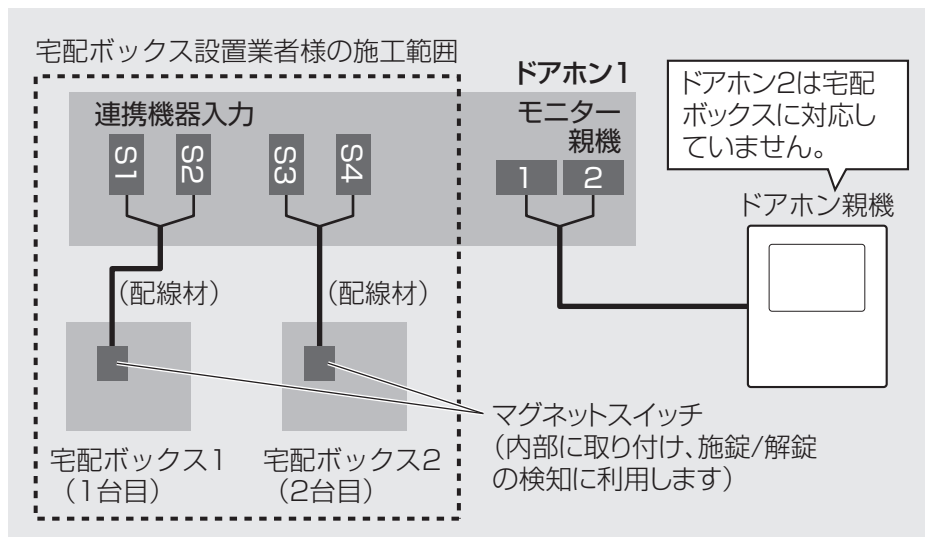 宅配ボックス設置業者様の施工範囲
連携機器入力
S1
S2
S3
S4
ドアホン1
モニター
親機
1
2
ドアホン2は宅配
ボックスに対応し
ていません。
ドアホン親機
(配線材)
(配線材)
マグネットスイッチ
(内部に取り付け、施錠/解錠
の検知に利用します)
宅配ボックス1
(1台目)
宅配ボックス2
(2台目)